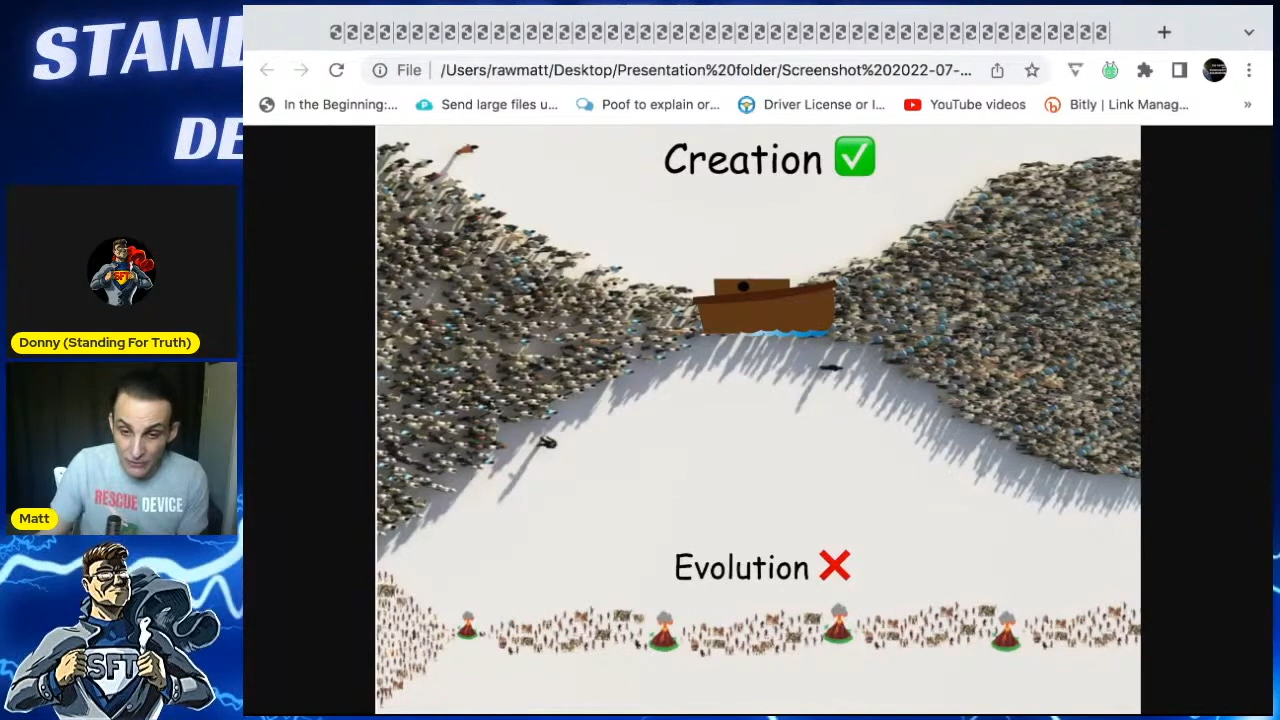 STAND
DE
File
/Users/rawmatt/Desktop/Presentation%20folder/Screenshot%202022-07-...
In the Beginning:...
Send large files u...
Poof to explain or...
Driver License or I...
YouTube videos
Bitly | Link Manag...
»
Creation ✅
Evolution ❌
SFT
Donny (Standing For Truth)
RESCUE DEVICE
Matt
SFT